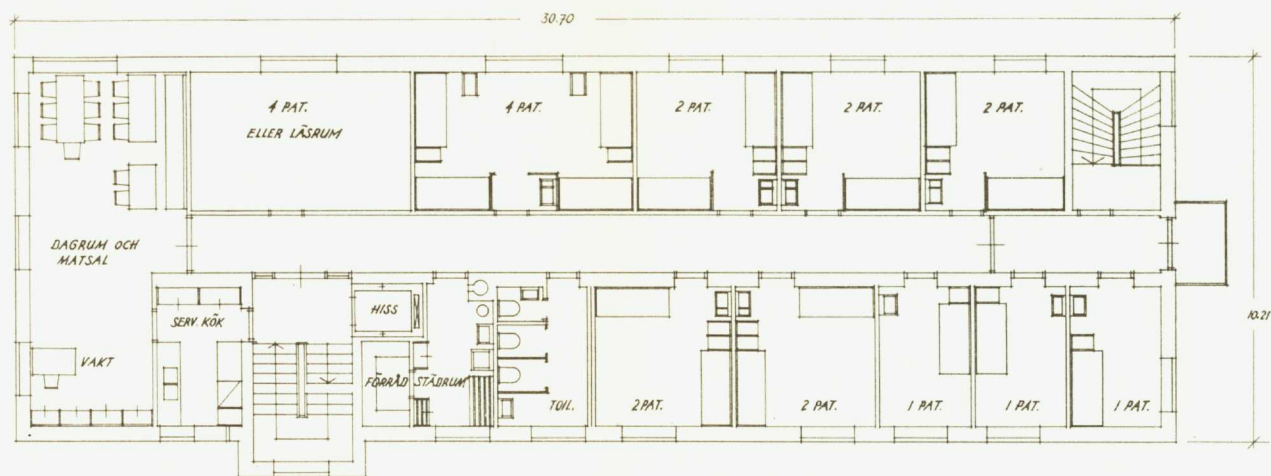 30.70
4 PAT.
ELLER LÄSRUM
4 PAT.
2 PAT.
2 PAT.
2 PAT.
DAGRUM OCH
MATSAL
HISS
SERV. KÖK
10.21
VAKT
FÖRRÅD
STÄDRUM
TOIL.
2 PAT.
2 PAT.
1 PAT.
1 PAT.
1 PAT.